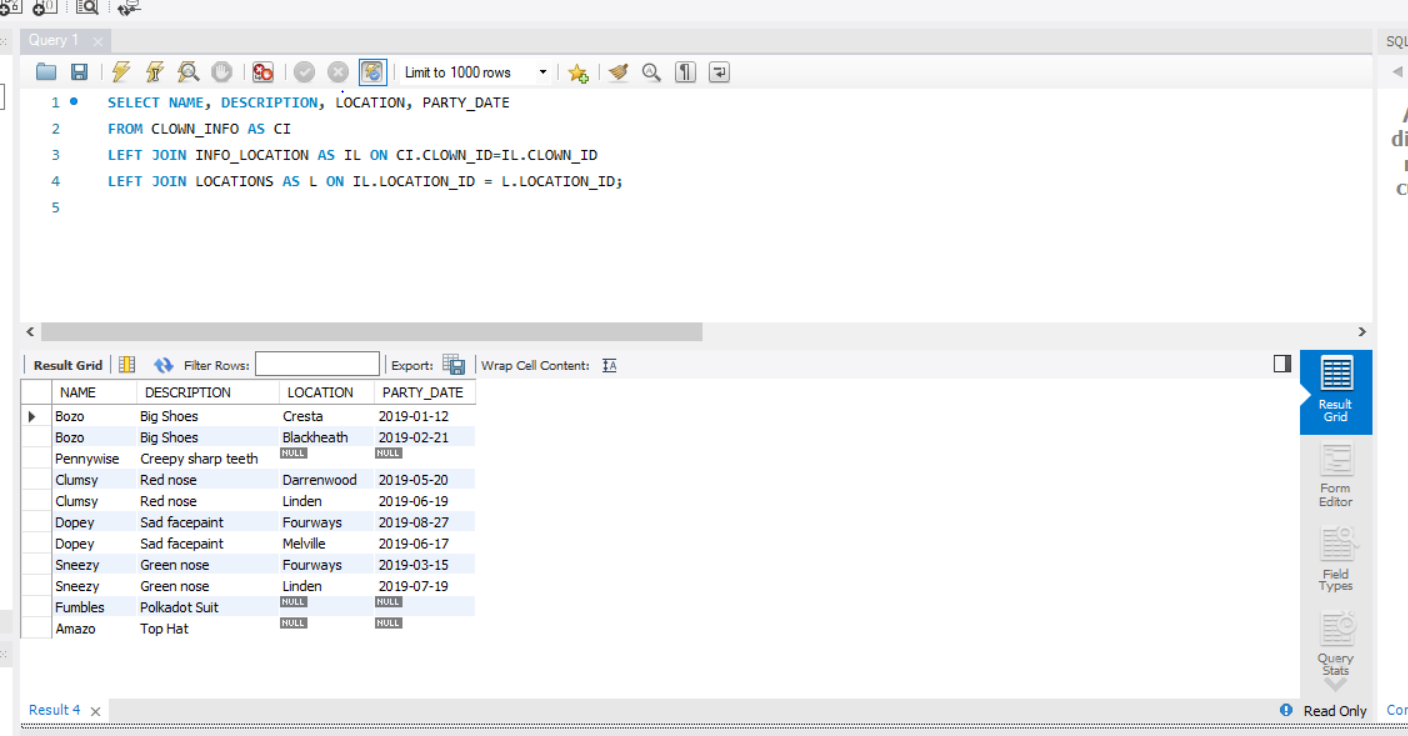 Query 1
SQL
Limit to 1000 rows
1 SELECT NAME, DESCRIPTION, LOCATION, PARTY_DATE
2 FROM CLOWN_INFO AS CI
3 LEFT JOIN INFO_LOCATION AS IL ON CI.CLOWN_ID=IL.CLOWN_ID
4 LEFT JOIN LOCATIONS AS L ON IL.LOCATION_ID = L.LOCATION_ID;
5
Result Grid Filter Rows: Export: Wrap Cell Content:
NAME DESCRIPTION LOCATION PARTY_DATE
Bozo Big Shoes Cresta 2019-01-12
Bozo Big Shoes Blackheath 2019-02-21
Pennywise Creepy sharp teeth NULL NULL
Clumsy Red nose Darrenwood 2019-05-20
Clumsy Red nose Linden 2019-06-19
Dopey Sad facepaint Fourways 2019-08-27
Dopey Sad facepaint Melville 2019-06-17
Sneezy Green nose Fourways 2019-03-15
Sneezy Green nose Linden 2019-07-19
Fumbles Polkadot Suit NULL NULL
Amazo Top Hat NULL NULL
Result
Grid
Form
Editor
Field
Types
Query
Stats
Result 4
Read Only